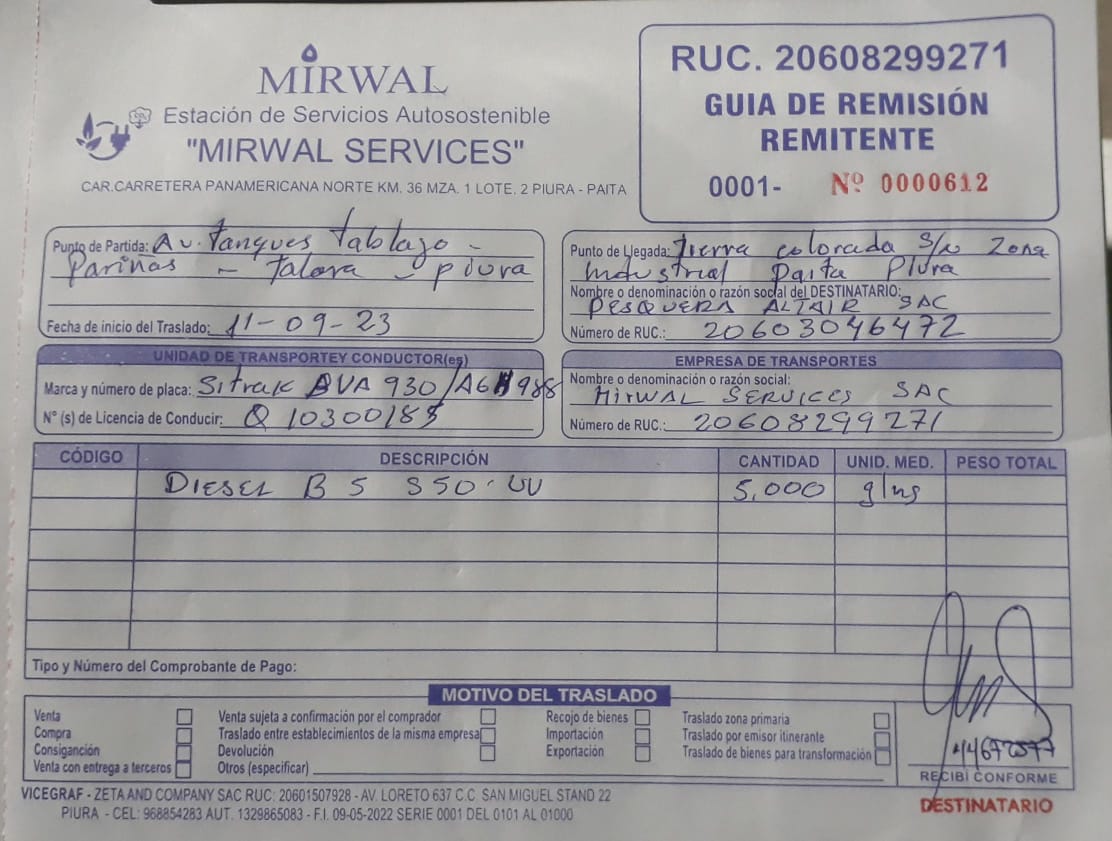 MIRWAL
Estación de Servicios Autosostenible
"MIRWAL SERVICES"
CAR.CARRETERA PANAMERICANA NORTE KM. 36 MZA. 1 LOTE, 2 PIURA - PAITA
RUC. 20608299271
GUIA DE REMISIÓN
REMITENTE
0001- Nº 0000612
Punto de Partida: Av. Tanques Tablazo -
Pariñas - Talara - Piura
Fecha de inicio del Traslado: 11-09-23
Punto de Llegada: Tierra colorada S/N Zona
Industrial Paita Piura
Nombre o denominación o razón social del DESTINATARIO:
PESQUERA ALTAIR SAC
Número de RUC.: 20603046472
UNIDAD DE TRANSPORTEY CONDUCTOR(es)
Marca y número de placa: Sitrak BVA 930/A6H988
N° (s) de Licencia de Conducir: Q 10300185
EMPRESA DE TRANSPORTES
Nombre o denominación o razón social:
MIRWAL SERVICES SAC
Número de RUC.: 20608299271
CÓDIGO DESCRIPCIÓN CANTIDAD UNID. MED. PESO TOTAL
DIESEL B5 S50-UV 5,000 glns
Tipo y Número del Comprobante de Pago:
MOTIVO DEL TRASLADO
Venta Venta sujeta a confirmación por el comprador Recojo de bienes Traslado zona primaria
Compra Traslado entre establecimientos de la misma empresa Importación Traslado por emisor itinerante
Consiganción Devolución Exportación Traslado de bienes para transformación
Venta con entrega a terceros Otros (especificar)
44672577
RECIBÍ CONFORME
VICEGRAF - ZETA AND COMPANY SAC RUC: 20601507928 - AV. LORETO 637 C.C. SAN MIGUEL STAND 22
PIURA - CEL: 968854283 AUT. 1329865083 - F.I. 09-05-2022 SERIE 0001 DEL 0101 AL 01000
DESTINATARIO